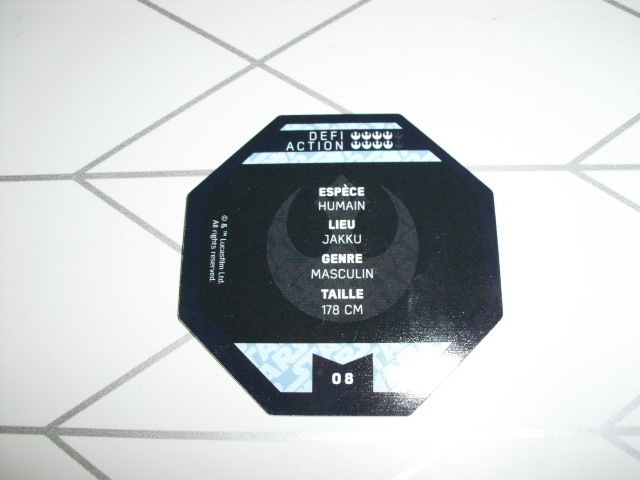 DEFI
ACTION
ESPÈCE
HUMAIN
LIEU
JAKKU
GENRE
MASCULIN
TAILLE
178 CM
© & ™ Lucasfilm Ltd.
All rights reserved.
08